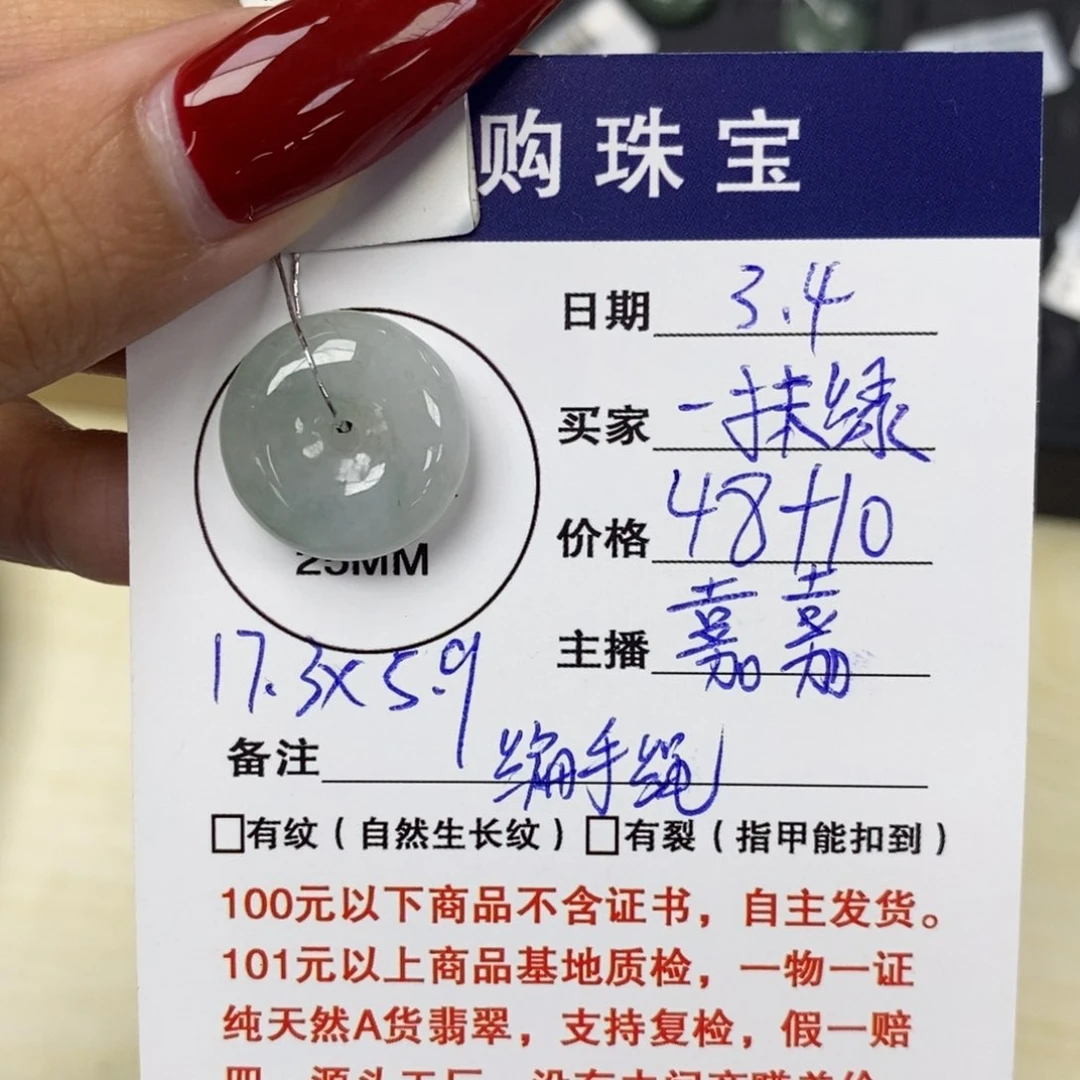 购珠宝
日期 3.4
买家 一抹绿
价格 48+10
主播 嘉嘉
25MM
17.3x5.9
备注 编手绳
□有纹（自然生长纹）□有裂（指甲能扣到）
100元以下商品不含证书，自主发货。
101元以上商品基地质检，一物一证
纯天然A货翡翠，支持复检，假一赔